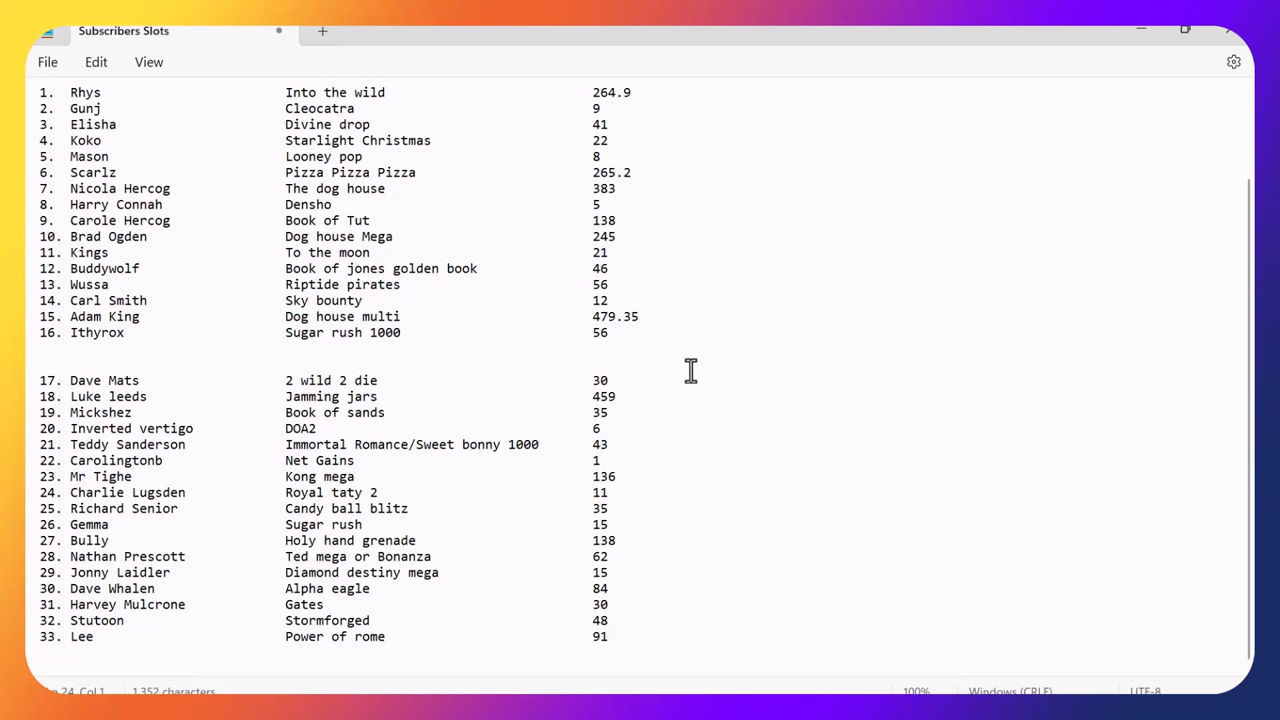 Subscribers Slots
File Edit View
1. Rhys Into the wild 264.9
2. Gunj Cleocatra 9
3. Elisha Divine drop 41
4. Koko Starlight Christmas 22
5. Mason Looney pop 8
6. Scarlz Pizza Pizza Pizza 265.2
7. Nicola Hercog The dog house 383
8. Harry Connah Densho 5
9. Carole Hercog Book of Tut 138
10. Brad Ogden Dog house Mega 245
11. Kings To the moon 21
12. Buddywolf Book of jones golden book 46
13. Wussa Riptide pirates 56
14. Carl Smith Sky bounty 12
15. Adam King Dog house multi 479.35
16. Ithyrox Sugar rush 1000 56
17. Dave Mats 2 wild 2 die 30
18. Luke leeds Jamming jars 459
19. Mickshez Book of sands 35
20. Inverted vertigo DOA2 6
21. Teddy Sanderson Immortal Romance/Sweet bonny 1000 43
22. Carolingtonb Net Gains 1
23. Mr Tighe Kong mega 136
24. Charlie Lugsden Royal taty 2 11
25. Richard Senior Candy ball blitz 35
26. Gemma Sugar rush 15
27. Bully Holy hand grenade 138
28. Nathan Prescott Ted mega or Bonanza 62
29. Jonny Laidler Diamond destiny mega 15
30. Dave Whalen Alpha eagle 84
31. Harvey Mulcrone Gates 30
32. Stutoon Stormforged 48
33. Lee Power of rome 91
24, Col 1 1,352 characters 100% Windows (CRLF) UTF-8